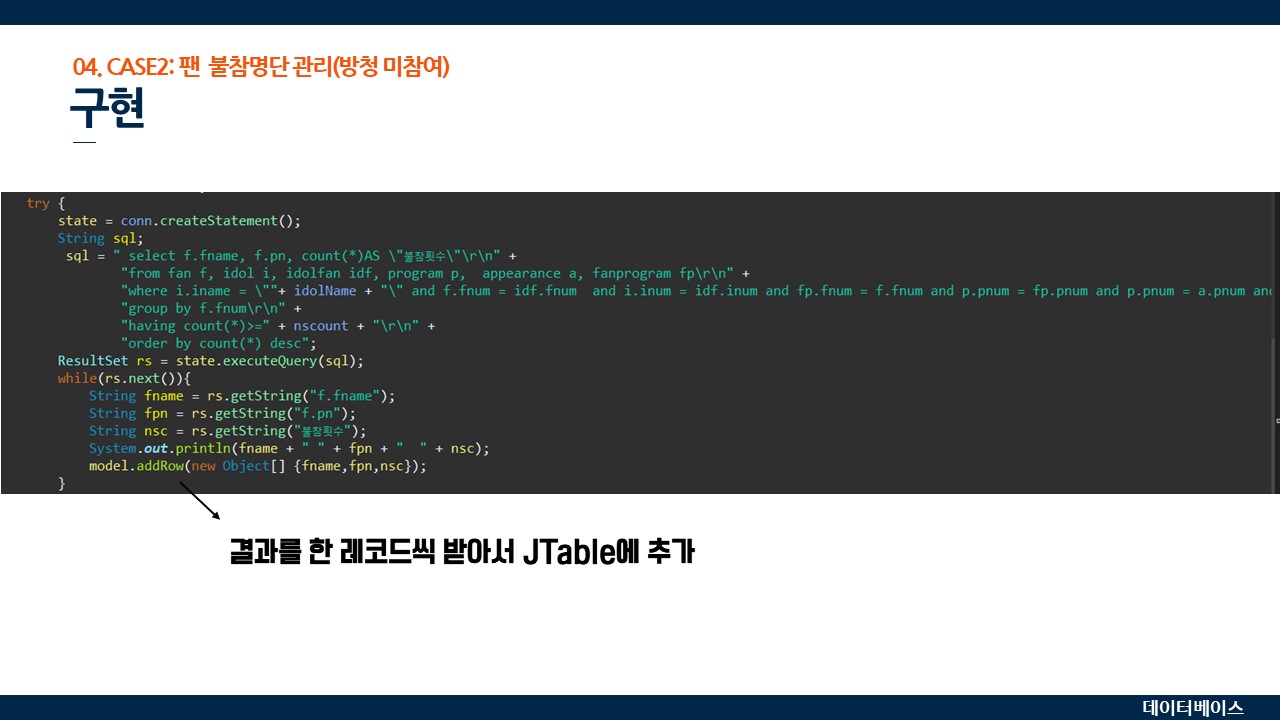 04. CASE2: 팬 불참명단 관리(방청 미참여)
구현
try {
state = conn.createStatement();
String sql;
sql = " select f.fname, f.pn, count(*)AS \"불참횟수\"\r\n" +
"from fan f, idol i, idolfan idf, program p,  appearance a, fanprogram fp\r\n" +
"where i.iname = \""+ idolName + "\" and f.fnum = idf.fnum  and i.inum = idf.inum and fp.fnum = f.fnum and p.pnum = fp.pnum and p.pnum = a.pnum and
"group by f.fnum\r\n" +
"having count(*)>=" + nscount + "\r\n" +
"order by count(*) desc";
ResultSet rs = state.executeQuery(sql);
while(rs.next()){
String fname = rs.getString("f.fname");
String fpn = rs.getString("f.pn");
String nsc = rs.getString("불참횟수");
System.out.println(fname + " " + fpn + "  " + nsc);
model.addRow(new Object[] {fname,fpn,nsc});
}
결과를 한 레코드씩 받아서 JTable에 추가
데이터베이스